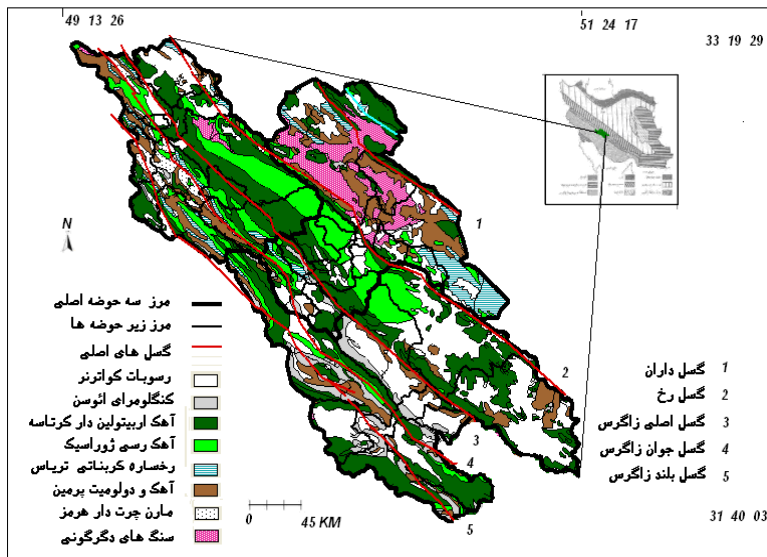 49 13 26
51 24 17
33 19 29
N
1
2
3
4
5
مرز سه حوضه اصلی
مرز زیر حوضه ها
گسل های اصلی
رسوبات کواترنر
کنگلومرای ائوسن
آهک اربیتولین دار کرتاسه
آهک رسی ژوراسیک
رخساره کربناتی تریاس
آهک و دولومیت پرمین
مارن چرت دار هرمز
سنگ های دگرگونی
0 45 KM
گسل داران 1
گسل رخ 2
گسل اصلی زاگرس 3
گسل جوان زاگرس 4
گسل بلند زاگرس 5
31 40 03